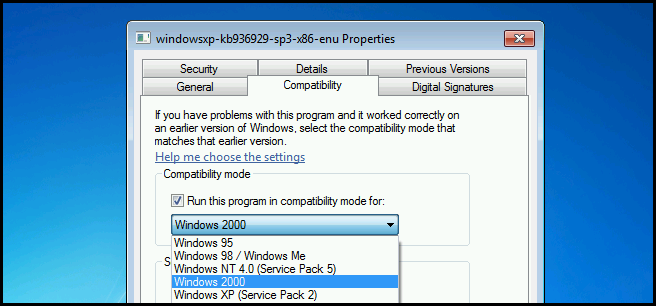 windowsxp-kb936929-sp3-x86-enu Properties
Security Details Previous Versions
General Compatibility Digital Signatures
If you have problems with this program and it worked correctly on
an earlier version of Windows, select the compatibility mode that
matches that earlier version.
Help me choose the settings
Compatibility mode
Run this program in compatibility mode for:
Windows 2000
Windows 95
Windows 98 / Windows Me
Windows NT 4.0 (Service Pack 5)
Windows 2000
Windows XP (Service Pack 2)